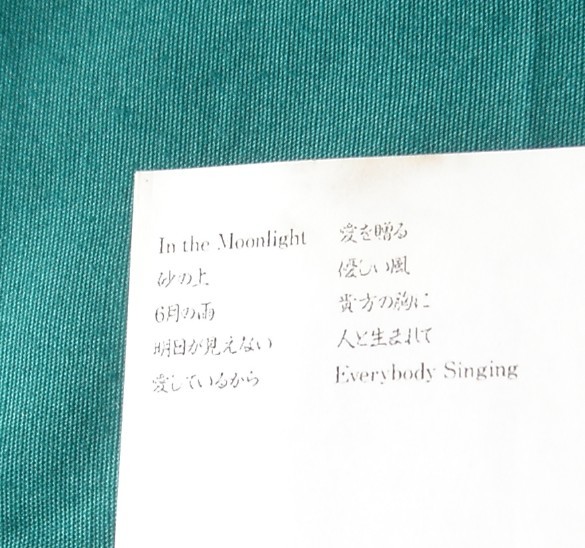 In the Moonlight
砂の上
6月の雨
明日が見えない
愛しているから
愛を贈る
優しい風
貴方の胸に
人と生まれて
Everybody Singing